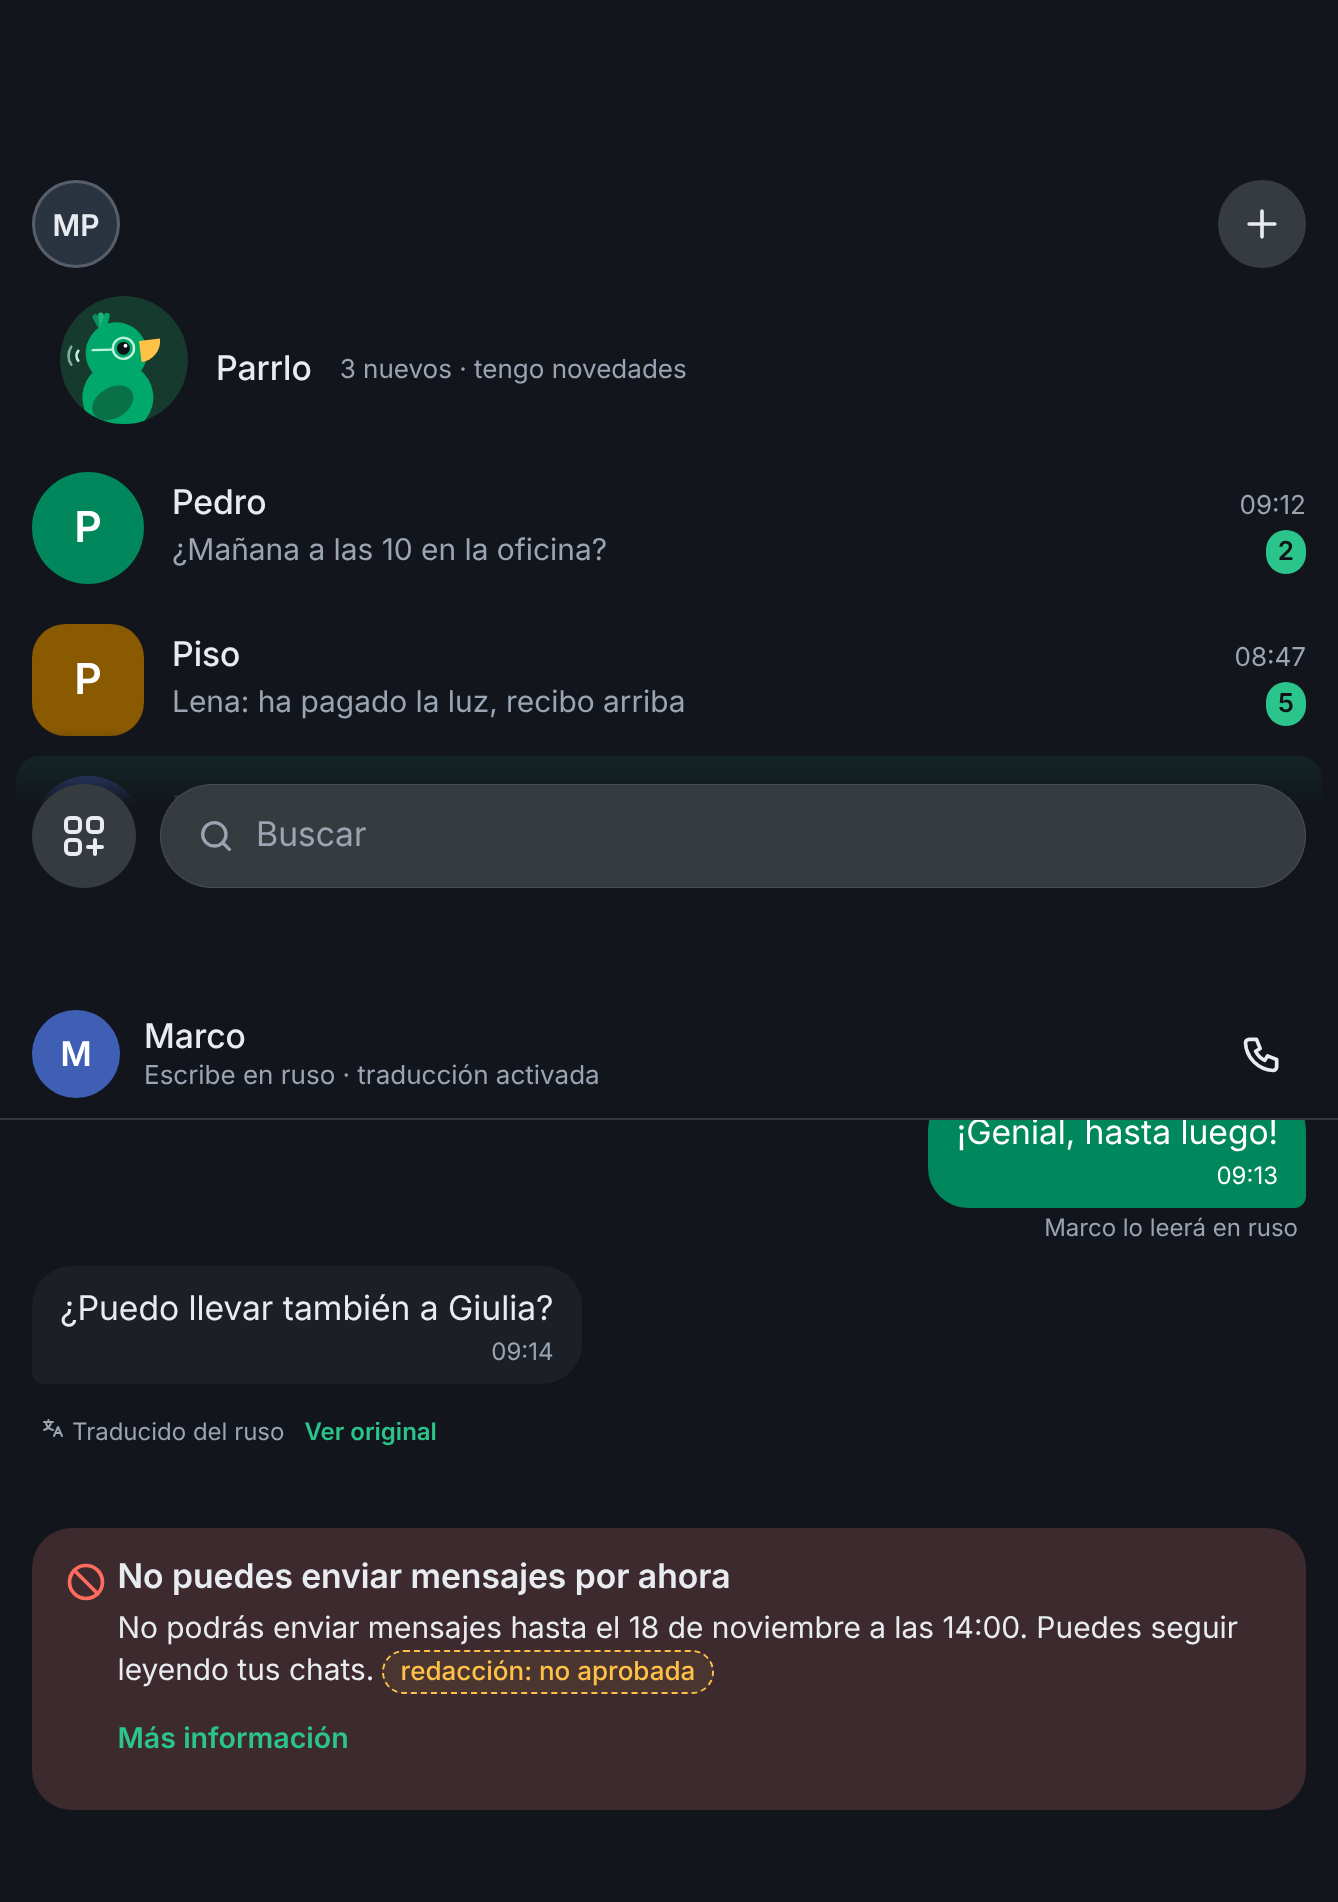 MP
Parrlo 3 nuevos · tengo novedades
P
Pedro
09:12
¿Mañana a las 10 en la oficina?
2
P
Piso
08:47
Lena: ha pagado la luz, recibo arriba
5
Buscar
M
Marco
Escribe en ruso · traducción activada
¡Genial, hasta luego!
09:13
Marco lo leerá en ruso
¿Puedo llevar también a Giulia?
09:14
Traducido del ruso Ver original
No puedes enviar mensajes por ahora
No podrás enviar mensajes hasta el 18 de noviembre a las 14:00. Puedes seguir
leyendo tus chats. redacción: no aprobada
Más información